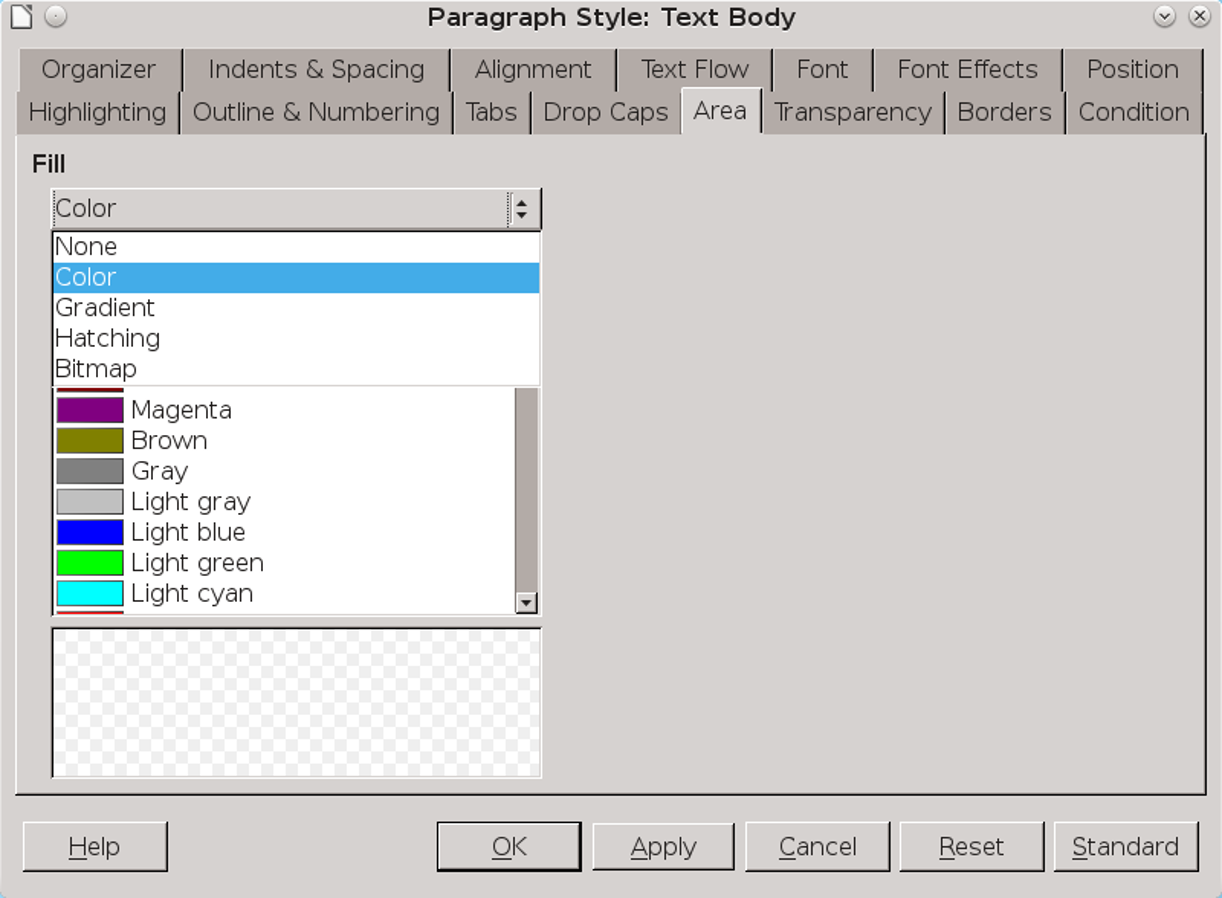 Paragraph Style: Text Body
Organizer Indents & Spacing Alignment Text Flow Font Font Effects Position
Highlighting Outline & Numbering Tabs Drop Caps Area Transparency Borders Condition
Fill
Color
None
Color
Gradient
Hatching
Bitmap
Magenta
Brown
Gray
Light gray
Light blue
Light green
Light cyan
Help OK Apply Cancel Reset Standard